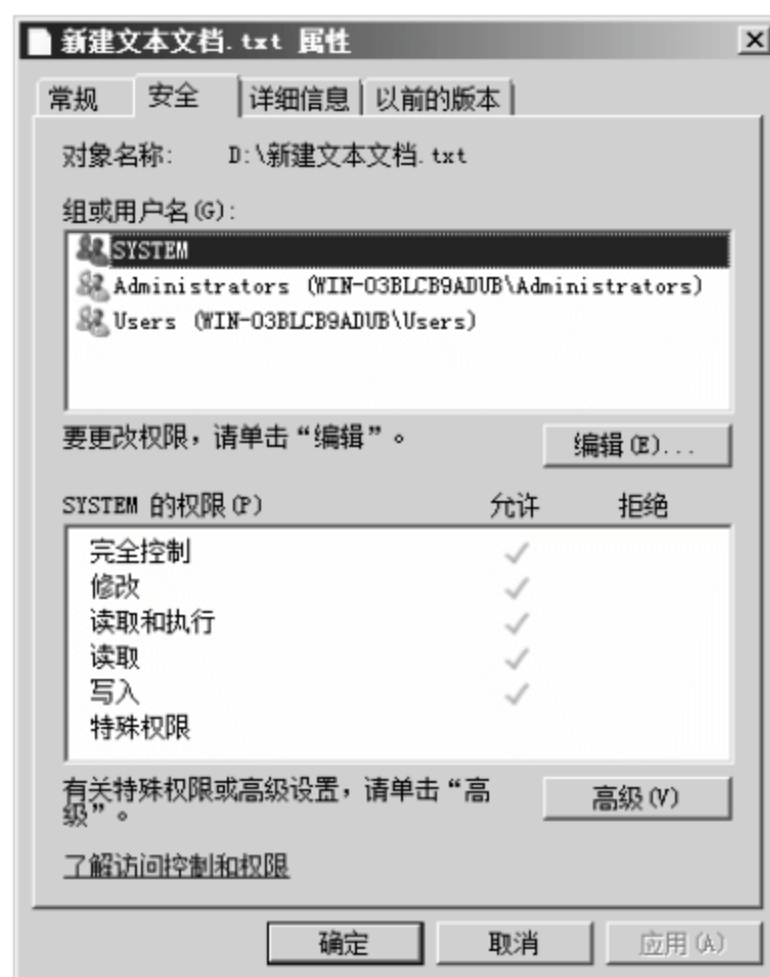 新建文本文档.txt 属性
常规 安全 详细信息 以前的版本
对象名称: D:\新建文本文档.txt
组或用户名(G):
SYSTEM
Administrators (WIN-O3BLCB9ADUB\Administrators)
Users (WIN-O3BLCB9ADUB\Users)
要更改权限，请单击“编辑”。 编辑(E)...
SYSTEM 的权限(P) 允许 拒绝
完全控制
修改
读取和执行
读取
写入
特殊权限
有关特殊权限或高级设置，请单击“高
级”。 高级(V)
了解访问控制和权限
确定 取消 应用(A)